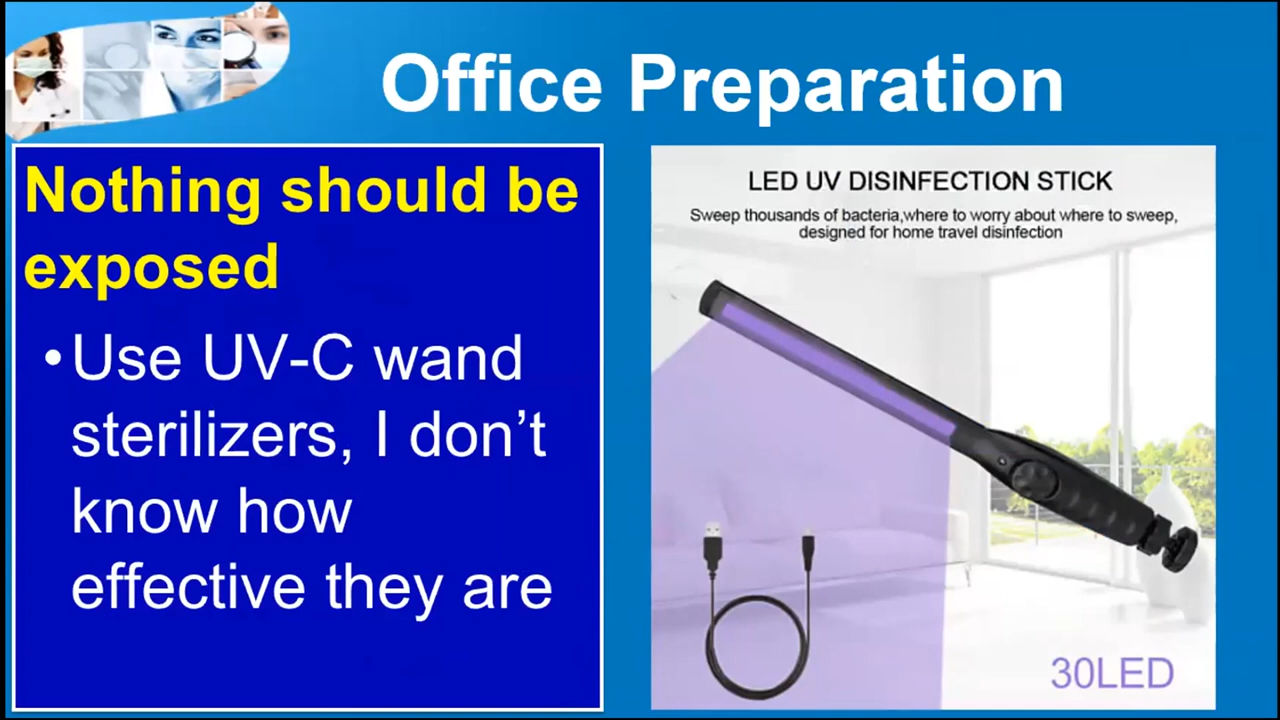 Office Preparation
Nothing should be
exposed
•Use UV-C wand
sterilizers, I don’t
know how
effective they are
LED UV DISINFECTION STICK
Sweep thousands of bacteria,where to worry about where to sweep,
designed for home travel disinfection
30LED